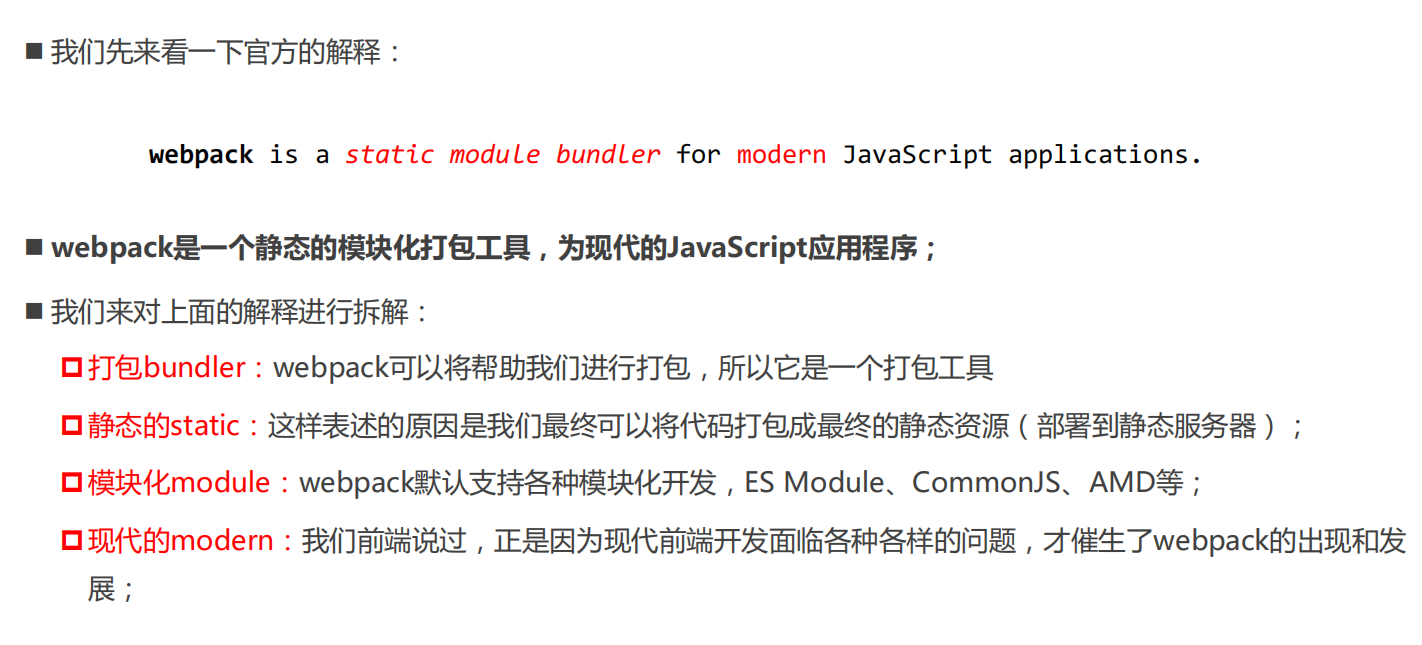 我们先来看一下官方的解释：
webpack is a static module bundler for modern JavaScript applications.
webpack是一个静态的模块化打包工具，为现代的JavaScript应用程序；
我们来对上面的解释进行拆解：
打包bundler：webpack可以将帮助我们进行打包，所以它是一个打包工具
静态的static：这样表述的原因是我们最终可以将代码打包成最终的静态资源（部署到静态服务器）；
模块化module：webpack默认支持各种模块化开发，ES Module、CommonJS、AMD等；
现代的modern：我们前端说过，正是因为现代前端开发面临各种各样的问题，才催生了webpack的出现和发
展；